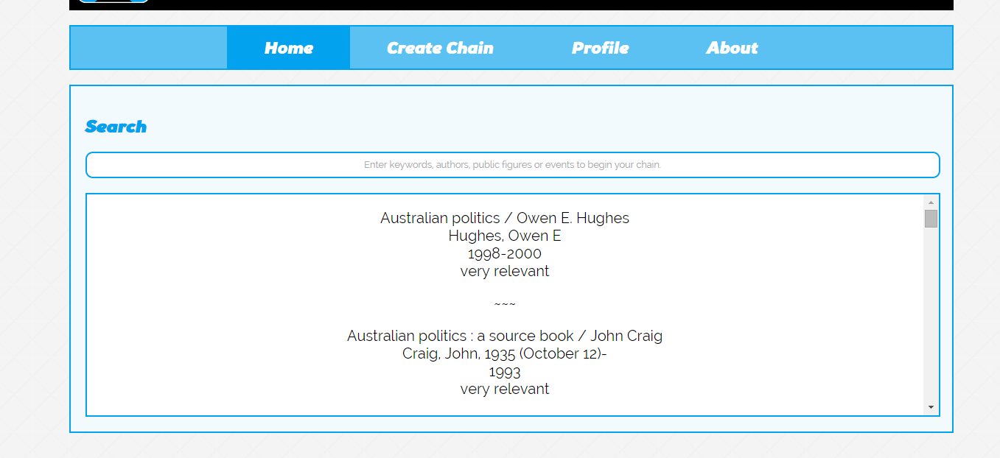 Home
Create Chain
Profile
About
Search
Enter keywords, authors, public figures or events to begin your chain.
Australian politics / Owen E. Hughes
Hughes, Owen E
1998-2000
very relevant
~~~
Australian politics : a source book / John Craig
Craig, John, 1935 (October 12)-
1993
very relevant